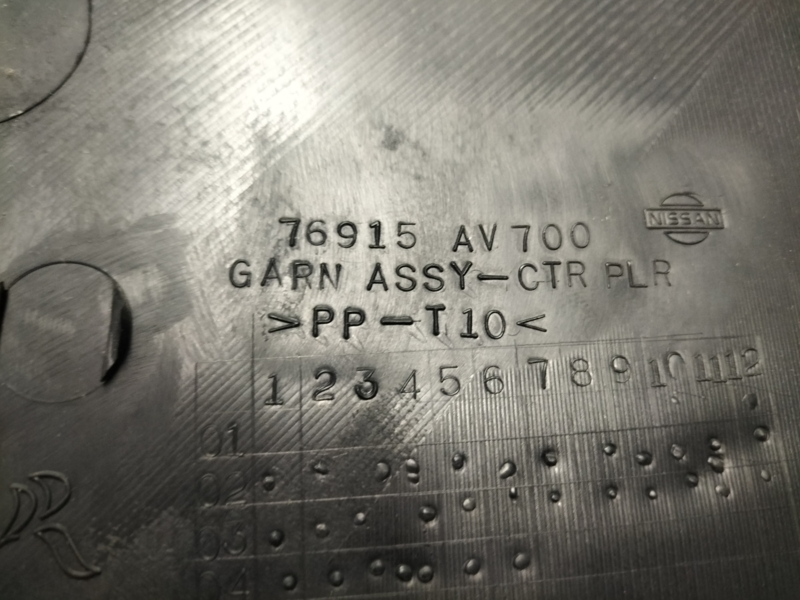 NISSAN
76915 AV700
GARN ASSY-CTR PLR
>PP-T10<
1 2 3 4 5 6 7 8 9 10 11 12
01
02
03
04
R